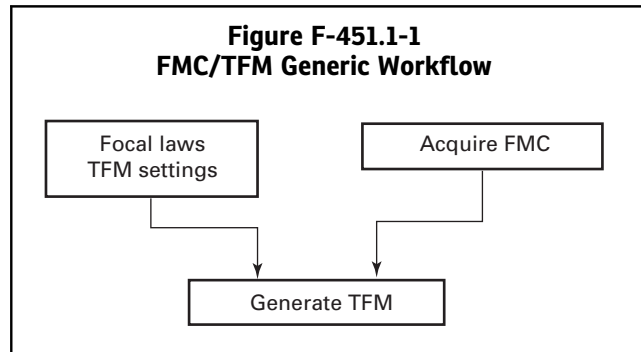 Figure F-451.1-1
FMC/TFM Generic Workflow
Focal laws
TFM settings
Acquire FMC
Generate TFM